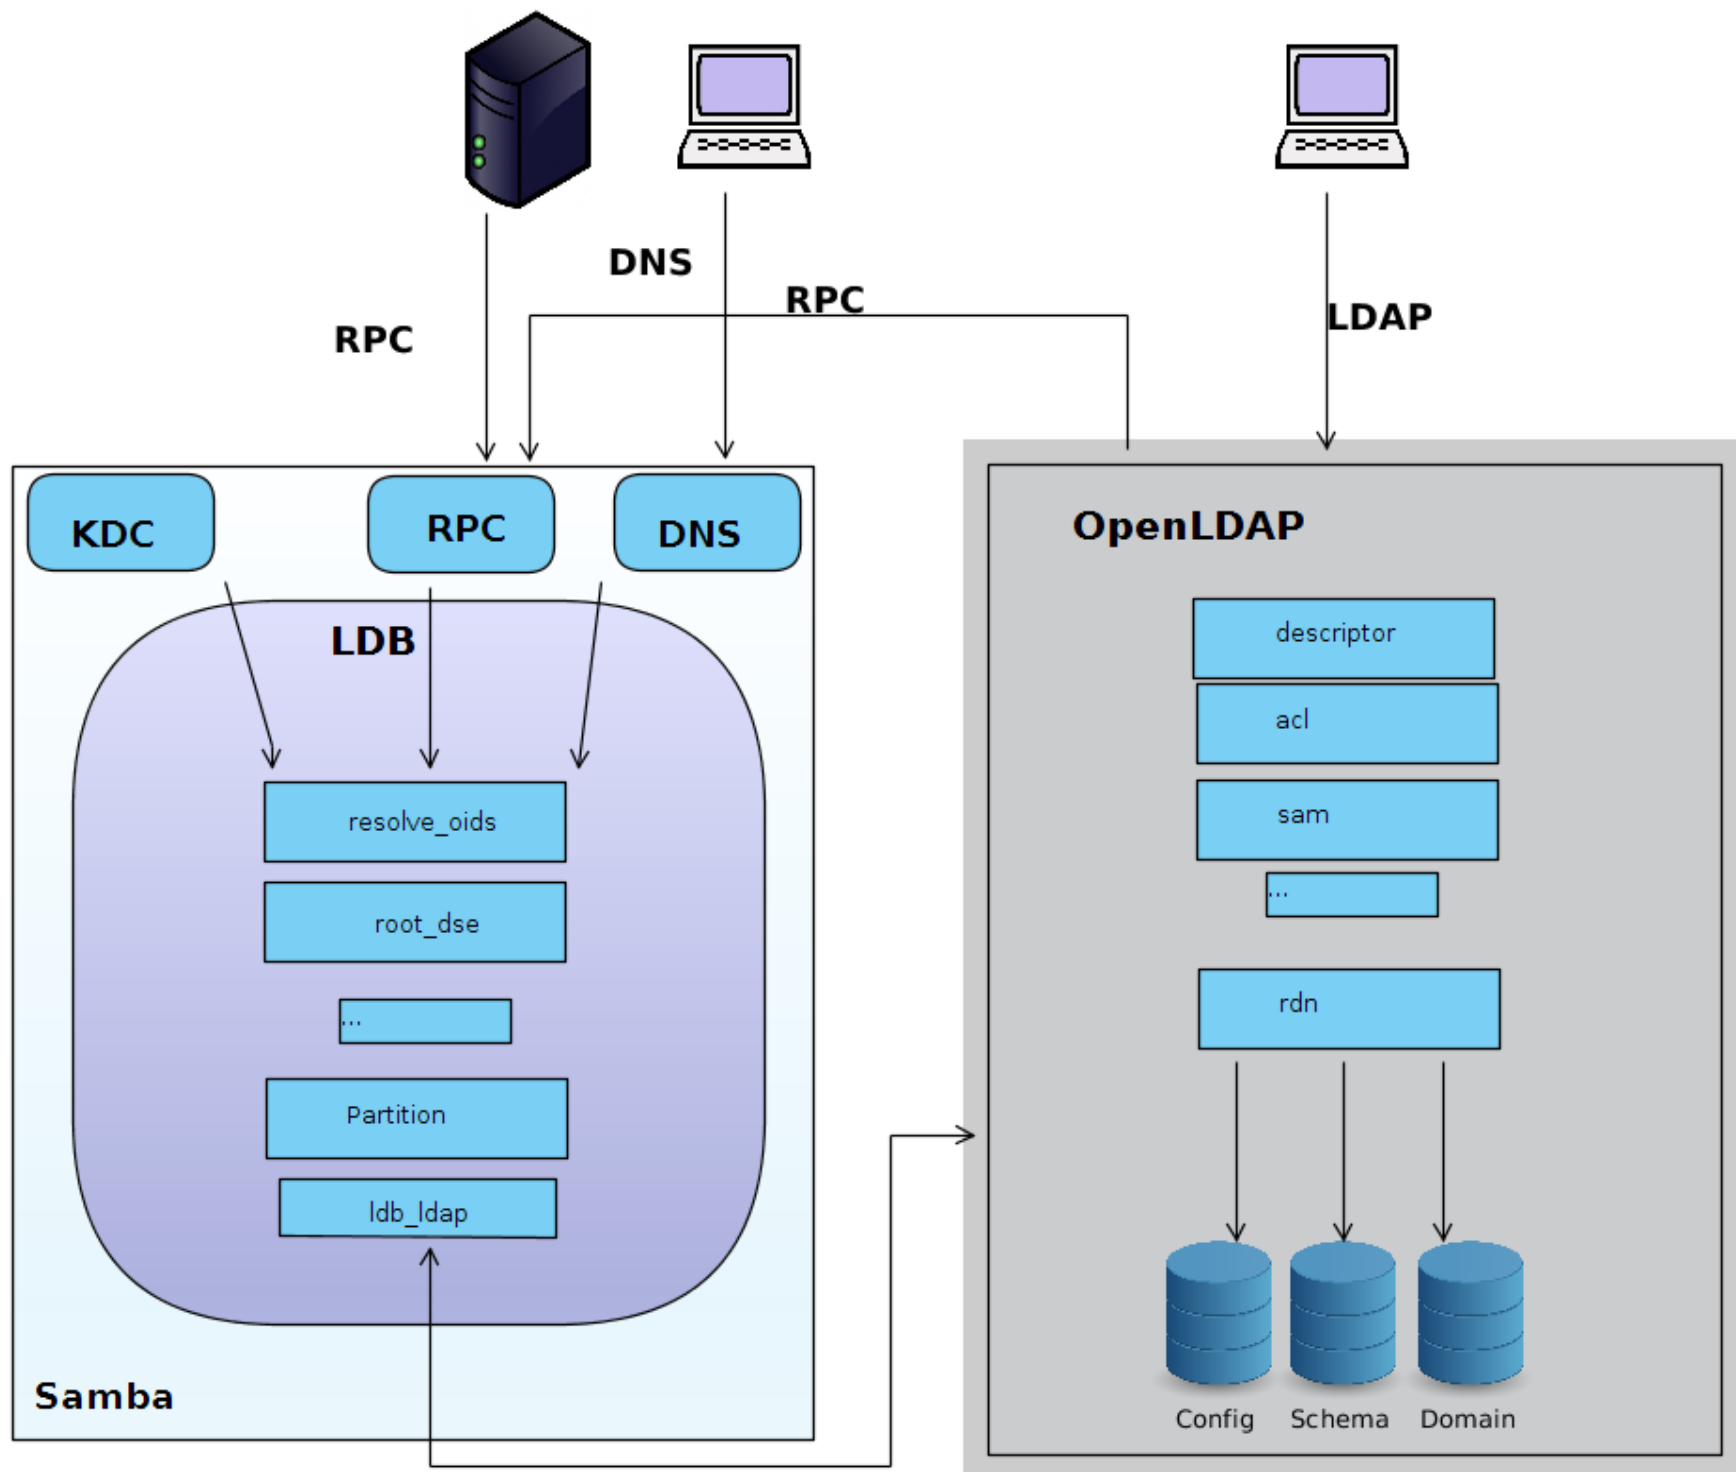 DNS
RPC
LDAP
RPC
KDC
RPC
DNS
OpenLDAP
LDB
descriptor
acl
sam
...
rdn
resolve_oids
root_dse
...
Partition
ldb_ldap
Samba
Config
Schema
Domain